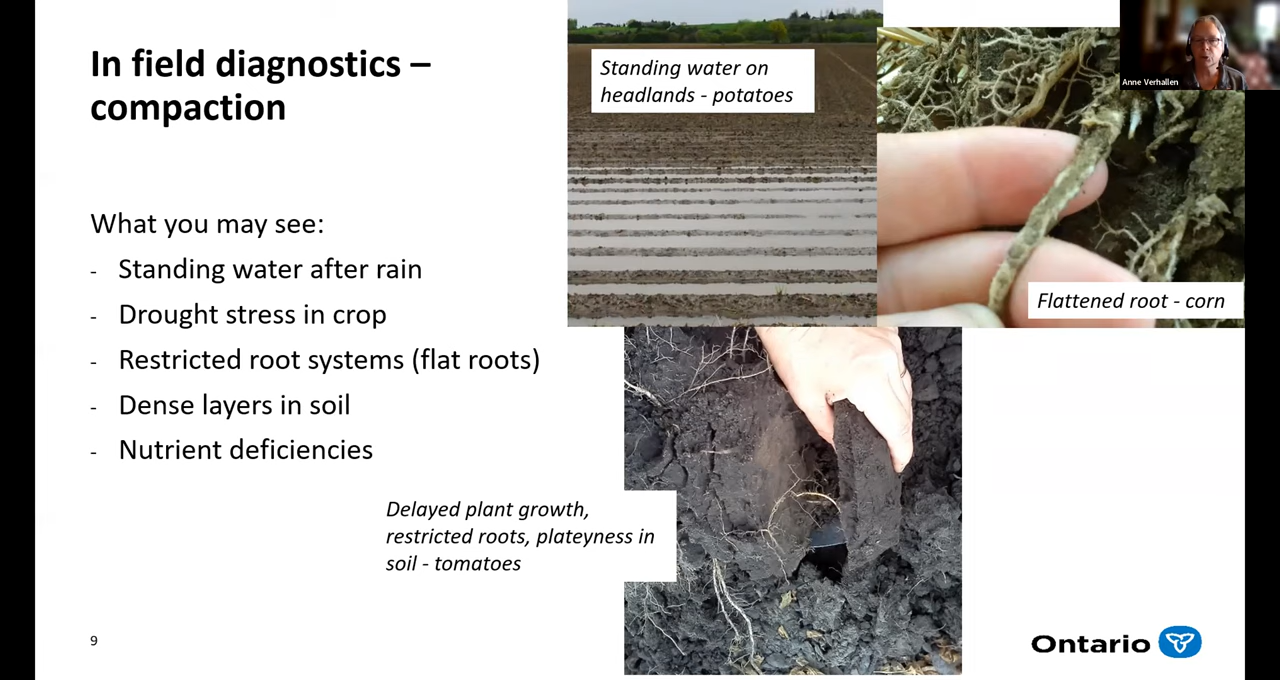 In field diagnostics –
compaction
What you may see:
- Standing water after rain
- Drought stress in crop
- Restricted root systems (flat roots)
- Dense layers in soil
- Nutrient deficiencies
Standing water on
headlands - potatoes
Flattened root - corn
Delayed plant growth,
restricted roots, plateyness in
soil - tomatoes
Anne Verhallen
9
Ontario